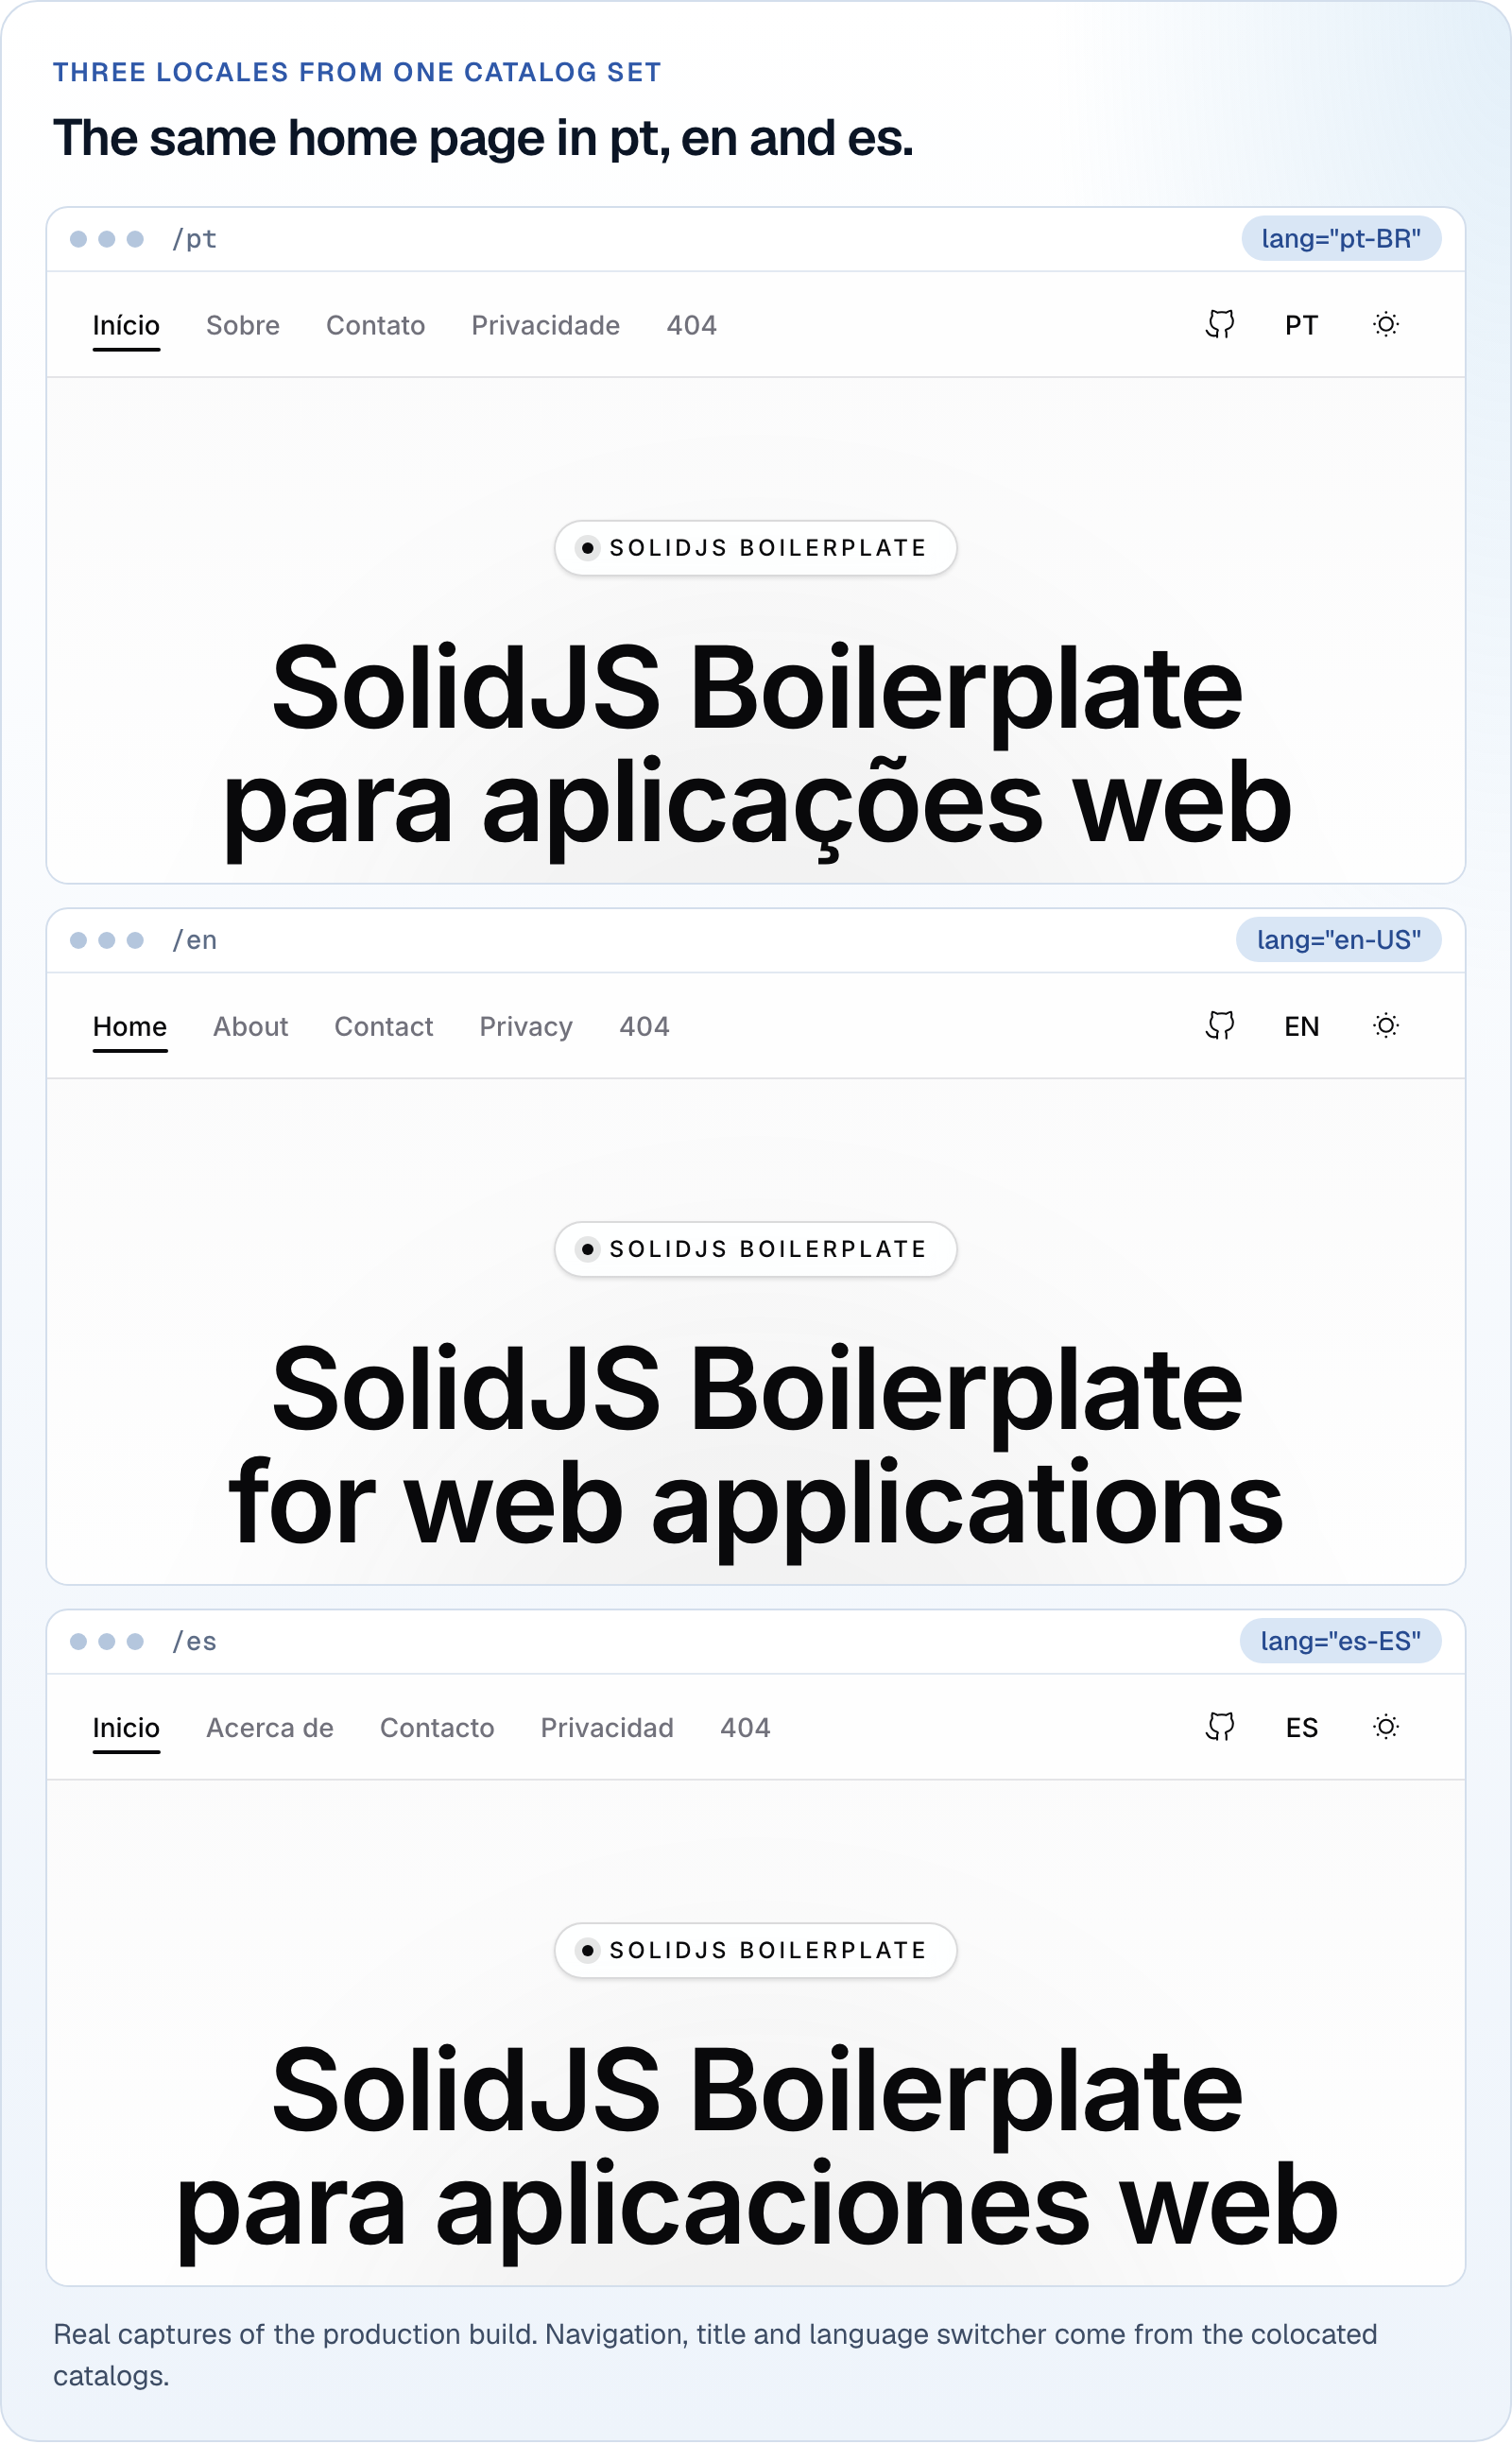 THREE LOCALES FROM ONE CATALOG SET
The same home page in pt, en and es.
/pt
lang="pt-BR"
Início Sobre Contato Privacidade 404 PT
SOLIDJS BOILERPLATE
SolidJS Boilerplate
para aplicações web
/en
lang="en-US"
Home About Contact Privacy 404 EN
SOLIDJS BOILERPLATE
SolidJS Boilerplate
for web applications
/es
lang="es-ES"
Inicio Acerca de Contacto Privacidad 404 ES
SOLIDJS BOILERPLATE
SolidJS Boilerplate
para aplicaciones web
Real captures of the production build. Navigation, title and language switcher come from the colocated
catalogs.